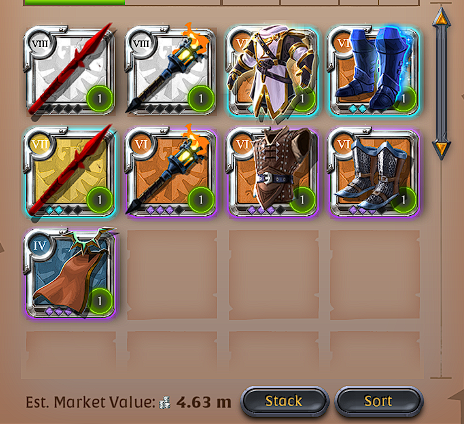 VIII VIII VI VI
1 1 1 1
VII VI VI VI
1 1 1 1
IV
1
Est. Market Value: 4.63 m Stack Sort